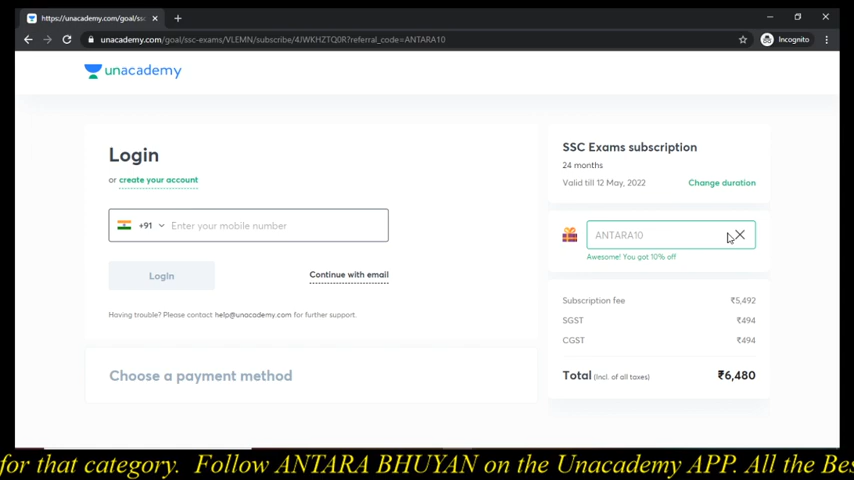 https://unacademy.com/goal/ssc
unacademy.com/goal/ssc-exams/VLEMN/subscribe/4JWKHZTQ0R?referral_code=ANTARA10
Incognito
unacademy
Login
or create your account
+91 Enter your mobile number
Login
Continue with email
Having trouble? Please contact help@unacademy.com for further support.
Choose a payment method
SSC Exams subscription
24 months
Valid till 12 May, 2022
Change duration
ANTARA10
Awesome! You got 10% off
Subscription fee ₹5,492
SGST ₹494
CGST ₹494
Total (Incl. of all taxes) ₹6,480
for that category. Follow ANTARA BHUYAN on the Unacademy APP. All the Bes